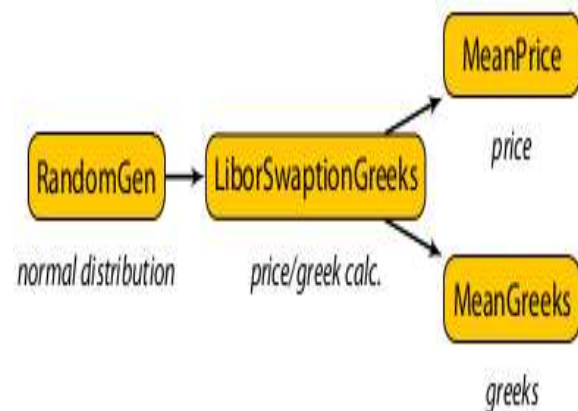 RandomGen
normal distribution
LiborSwaptionGreeks
price/greek calc.
MeanPrice
price
MeanGreeks
greeks